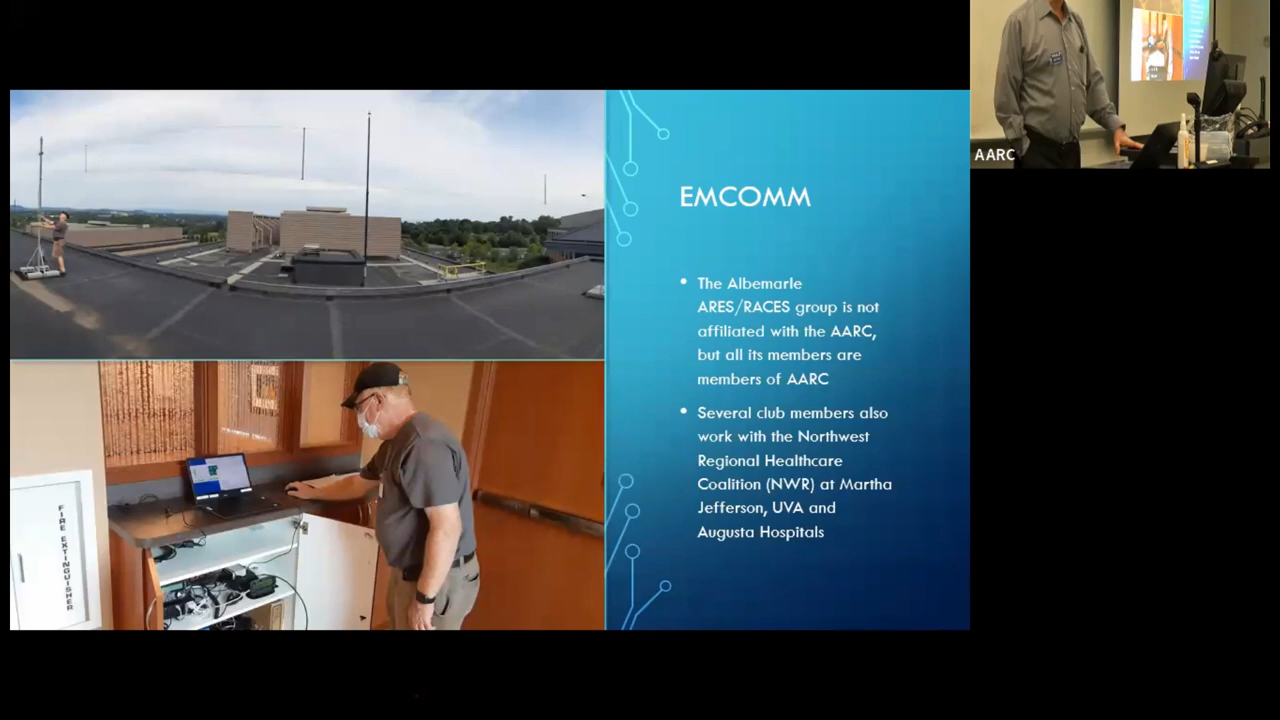 AARC
EMCOMM
• The Albemarle
ARES/RACES group is not
affiliated with the AARC,
but all its members are
members of AARC
• Several club members also
work with the Northwest
Regional Healthcare
Coalition (NWR) at Martha
Jefferson, UVA and
Augusta Hospitals
FIRE EXTINGUISHER